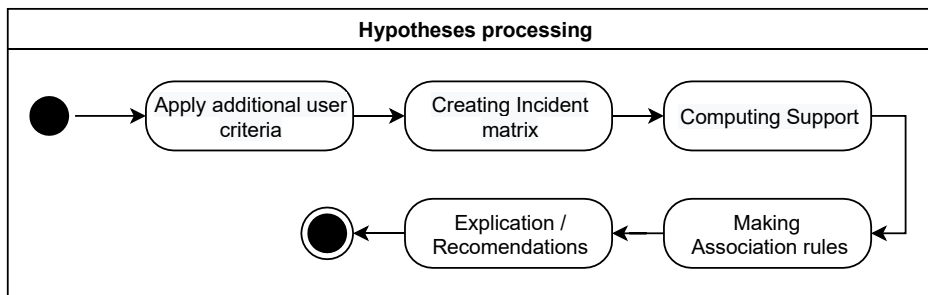 Hypotheses processing
Apply additional user
criteria
Creating Incident
matrix
Computing Support
Explication /
Recomendations
Making
Association rules